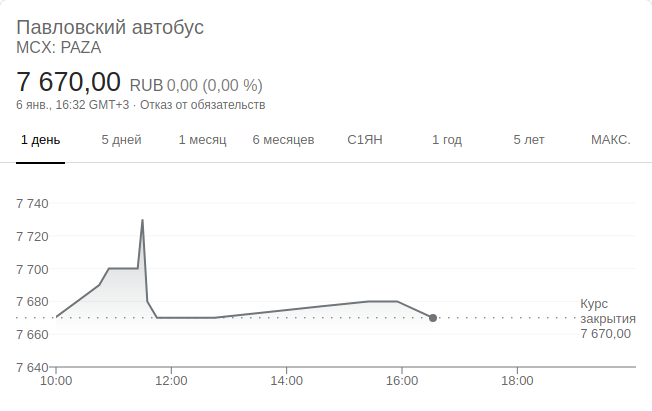 Павловский автобус
MCX: PAZA
7 670,00 RUB 0,00 (0,00 %)
6 янв., 16:32 GMT+3 · Отказ от обязательств
1 день 5 дней 1 месяц 6 месяцев С1ЯН 1 год 5 лет МАКС.
7 740
7 720
7 700
7 680
7 660
7 640
Курс
закрытия
7 670,00
10:00 12:00 14:00 16:00 18:00